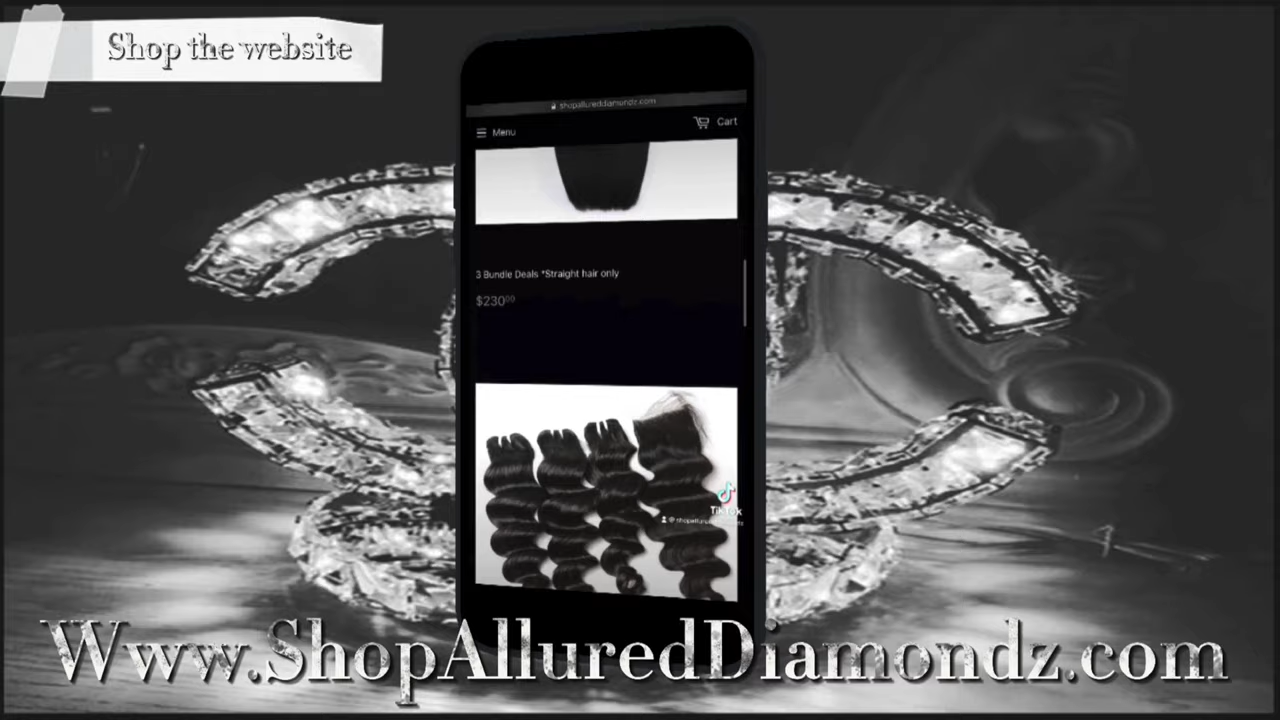 Shop the website
shopallureddiamondz.com
Menu
Cart
3 Bundle Deals *Straight hair only
$230⁰⁰
TikTok
Www.ShopAlluredDiamondz.com